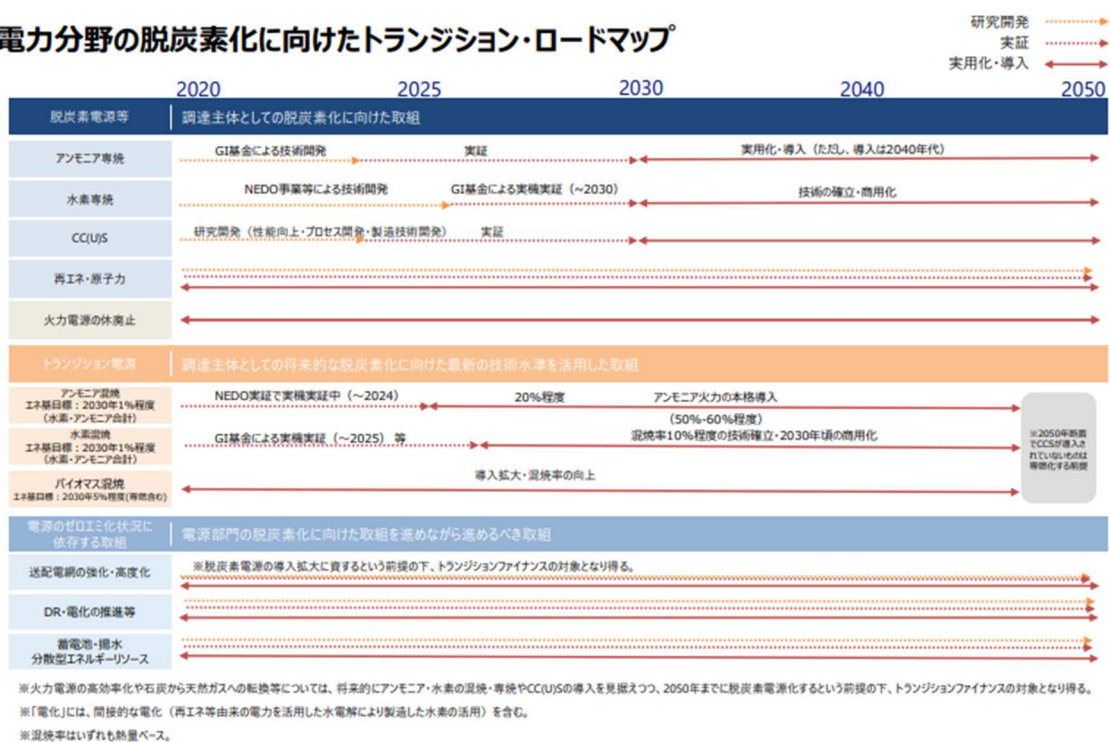 電力分野の脱炭素化に向けたトランジション・ロードマップ
研究開発
実証
実用化・導入
2020 2025 2030 2040 2050
脱炭素電源等 調達主体としての脱炭素化に向けた取組
アンモニア専焼 GI基金による技術開発 実証 実用化・導入（ただし、導入は2040年代）
水素専焼 NEDO事業等による技術開発 GI基金による実機実証（~2030） 技術の確立・商用化
CC(U)S 研究開発（性能向上・プロセス開発・製造技術開発） 実証
再エネ・原子力
火力電源の休廃止
トランジション電源 調達主体としての将来的な脱炭素化に向けた最新の技術水準を活用した取組
アンモニア混焼
エネ基目標：2030年1%程度
（水素・アンモニア合計）
NEDO実証で実機実証中（～2024） 20%程度 アンモニア火力の本格導入
（50%-60%程度）
水素混焼
エネ基目標：2030年1%程度
（水素・アンモニア合計）
GI基金による実機実証（～2025）等 混焼率10%程度の技術確立・2030年頃の商用化
バイオマス混焼
エネ基目標：2030年5%程度(専焼含む)
導入拡大・混焼率の向上
※2050年断面
でCCSが導入さ
れていないものは
専焼化する前提
電源のゼロエミ化状況に
依存する取組
電源部門の脱炭素化に向けた取組を進めながら進めるべき取組
送配電網の強化・高度化 ※脱炭素電源の導入拡大に資するという前提の下、トランジションファイナンスの対象となり得る。
DR・電化の推進等
蓄電池・揚水
分散型エネルギーリソース
※火力電源の高効率化や石炭から天然ガスへの転換等については、将来的にアンモニア・水素の混焼・専焼やCC(U)Sの導入を見据えつつ、2050年までに脱炭素電源化するという前提の下、トランジションファイナンスの対象となり得る。
※「電化」には、間接的な電化（再エネ等由来の電力を活用した水電解により製造した水素の活用）を含む。
※混焼率はいずれも熱量ベース。